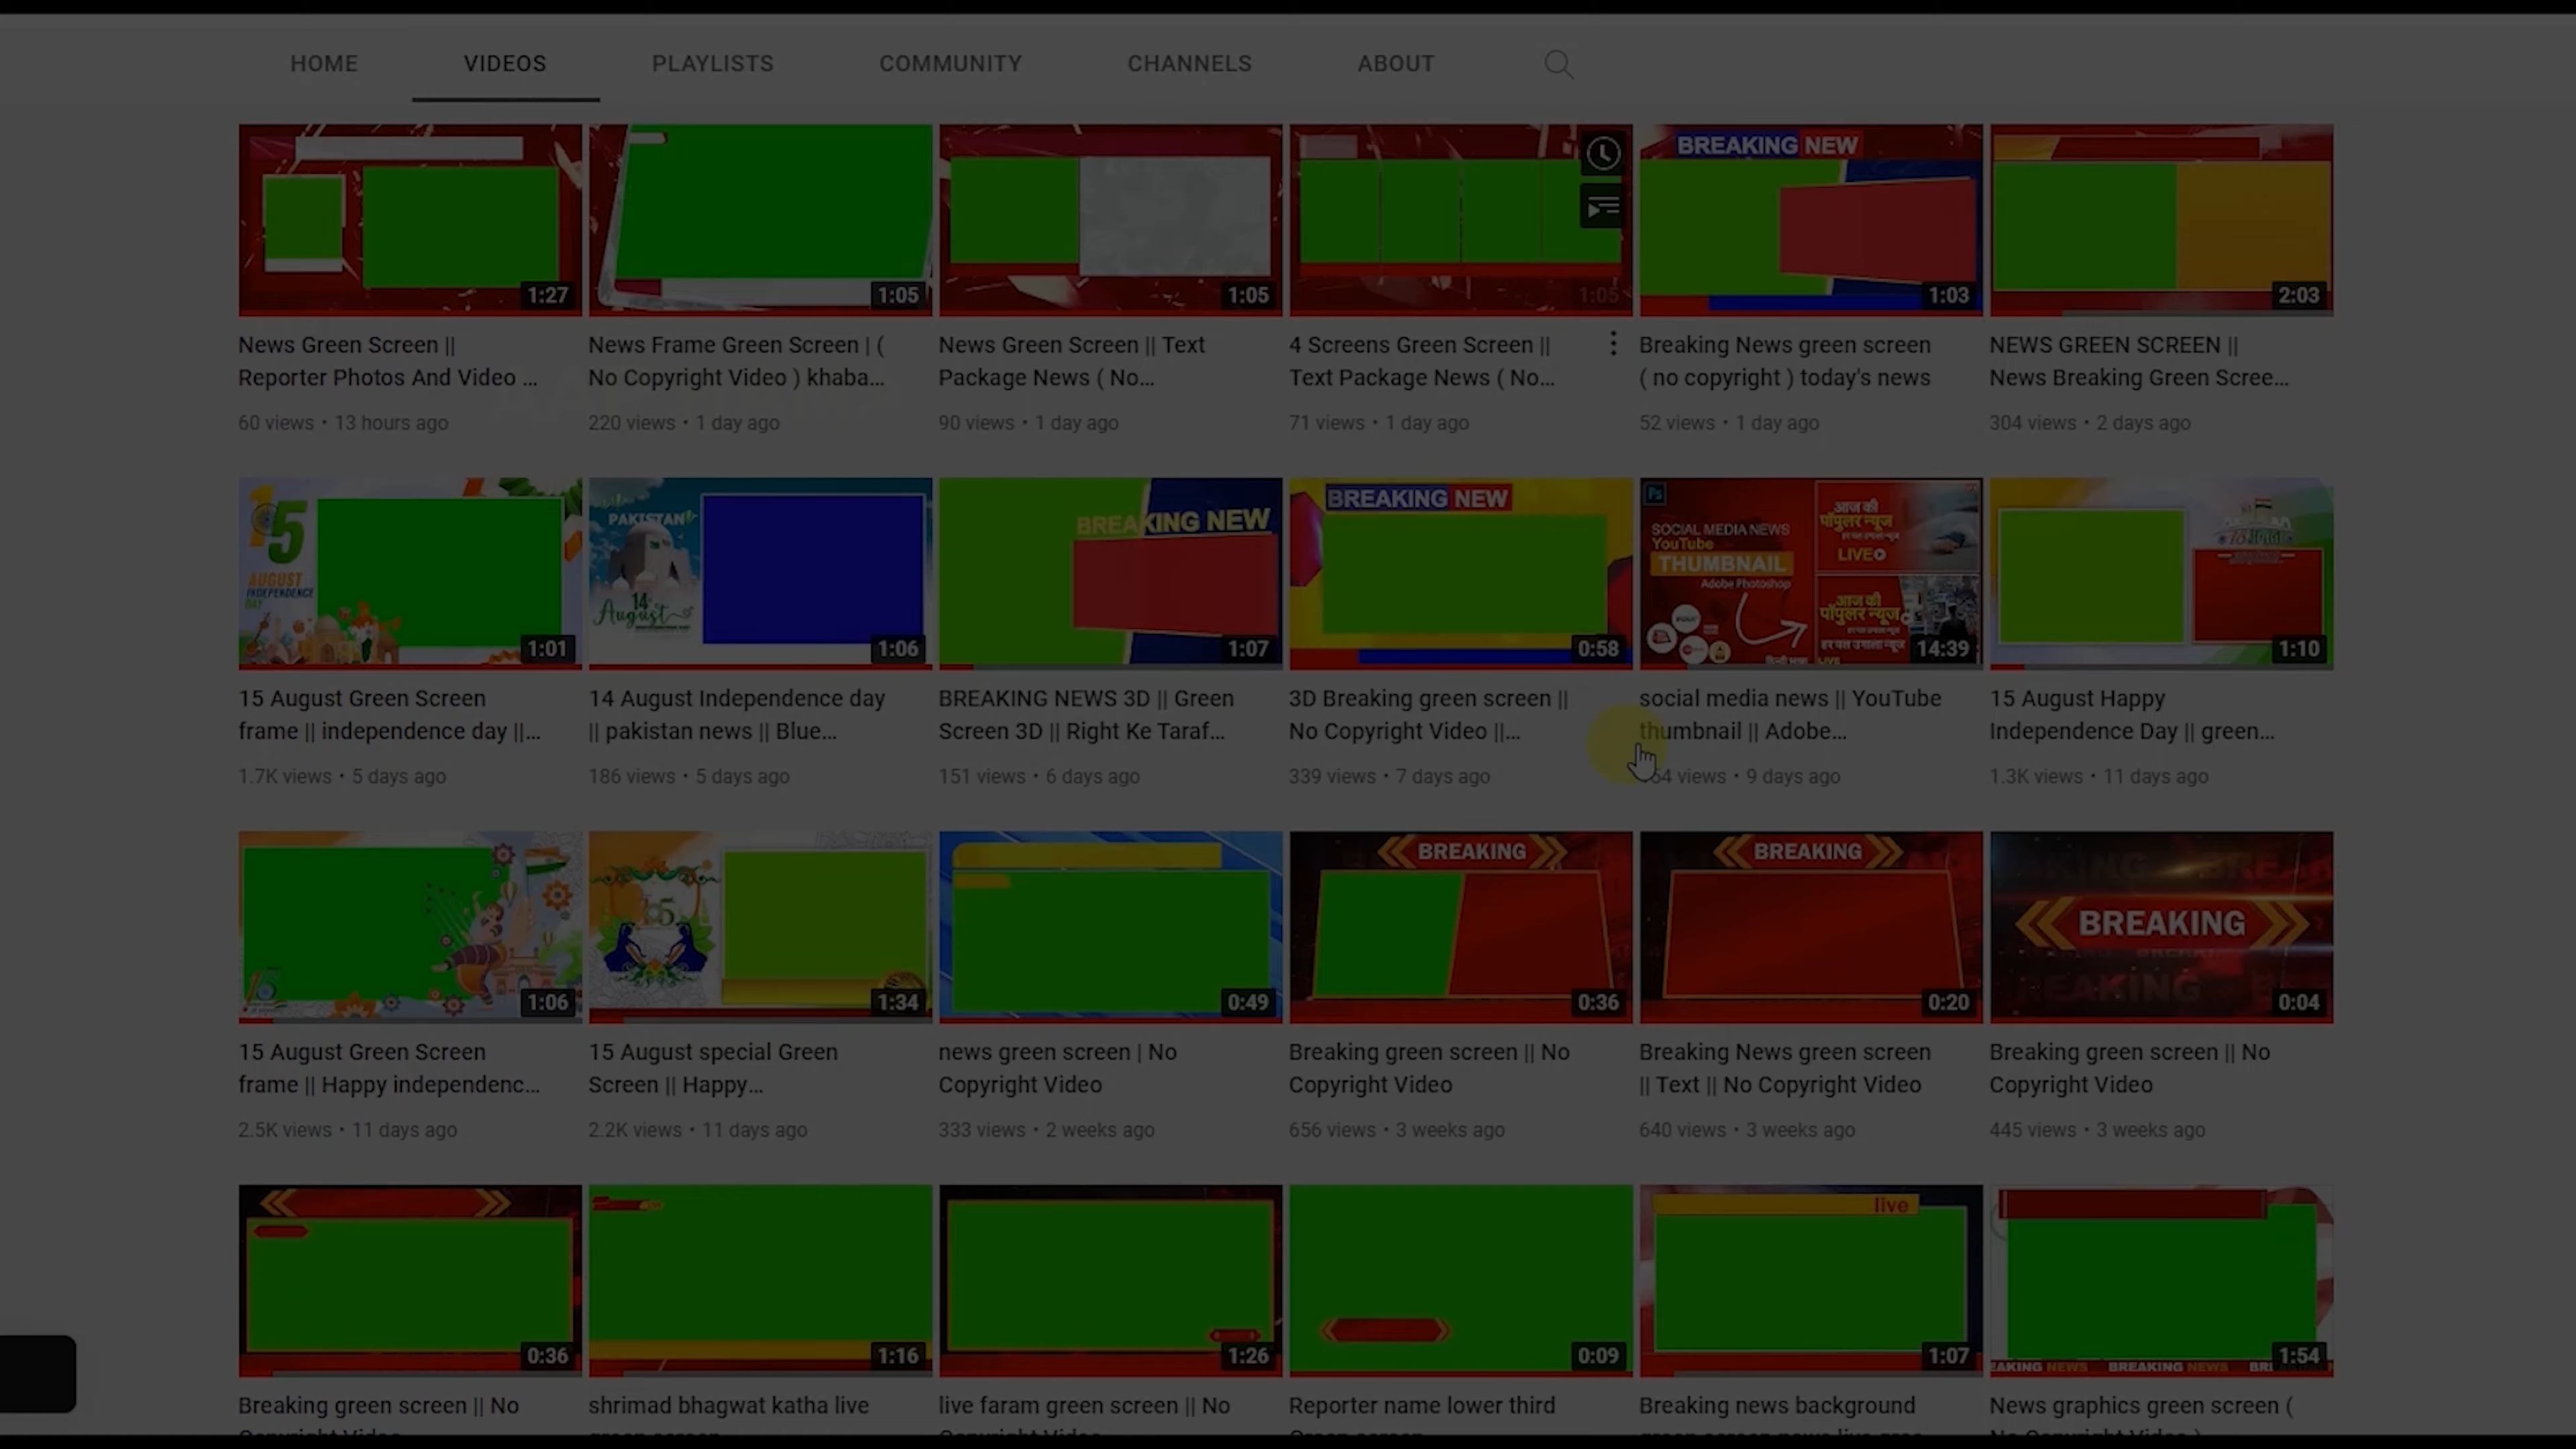 HOME VIDEOS PLAYLISTS COMMUNITY CHANNELS ABOUT
BREAKING NEW
1:27 1:05 1:05 1:05 1:03 2:03
News Green Screen || News Frame Green Screen | ( News Green Screen || Text 4 Screens Green Screen || Breaking News green screen NEWS GREEN SCREEN ||
Reporter Photos And Video ... No Copyright Video ) khaba... Package News ( No... Text Package News ( No... ( no copyright ) today's news News Breaking Green Scree...
60 views • 13 hours ago 220 views • 1 day ago 90 views • 1 day ago 71 views • 1 day ago 52 views • 1 day ago 304 views • 2 days ago
15
AUGUST
INDEPENDENCE
DAY
PAKISTAN
14
August
BREAKING NEW
BREAKING NEW
Ps
SOCIAL MEDIA NEWS
YouTube
THUMBNAIL
Adobe Photoshop
आज की
पॉपुलर न्यूज
LIVE
आज की
पॉपुलर न्यूज
LIVE
1:01 1:06 1:07 0:58 14:39 1:10
15 August Green Screen 14 August Independence day BREAKING NEWS 3D || Green 3D Breaking green screen || social media news || YouTube 15 August Happy
frame || independence day ||... || pakistan news || Blue... Screen 3D || Right Ke Taraf... No Copyright Video ||... thumbnail || Adobe... Independence Day || green...
1.7K views • 5 days ago 186 views • 5 days ago 151 views • 6 days ago 339 views • 7 days ago views • 9 days ago 1.3K views • 11 days ago
BREAKING BREAKING
BREAKING
1:06 1:34 0:49 0:36 0:20 0:04
15 August Green Screen 15 August special Green news green screen | No Breaking green screen || No Breaking News green screen Breaking green screen || No
frame || Happy independenc... Screen || Happy... Copyright Video Copyright Video || Text || No Copyright Video Copyright Video
2.5K views • 11 days ago 2.2K views • 11 days ago 333 views • 2 weeks ago 656 views • 3 weeks ago 640 views • 3 weeks ago 445 views • 3 weeks ago
live
0:36 1:16 1:26 0:09 1:07 1:54
EAKING NEWS BREAKING NEWS
Breaking green screen || No shrimad bhagwat katha live live faram green screen || No Reporter name lower third Breaking news background News graphics green screen (